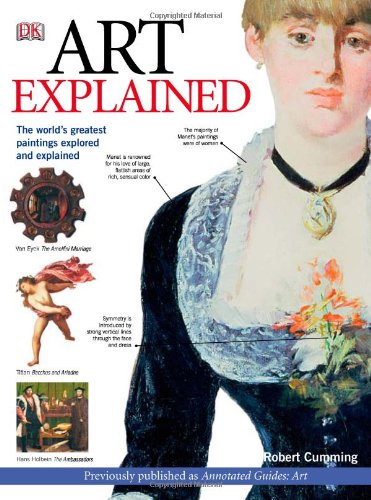 Copyrighted Material
DK
ART
EXPLAINED
The world's greatest
paintings explored
and explained
The majority of
Manet's paintings
were of women
Manet is renowned
for his love of large,
flattish areas of
rich, sensual color
Van Eyck The Arnolfini Marriage
Symmetry is
introduced by
strong vertical lines
through the face
and dress
Titian Bacchus and Ariadne
Hans Holbein The Ambassadors
Robert Cumming
Previously published as Annotated Guides: Art
Copyrighted Material